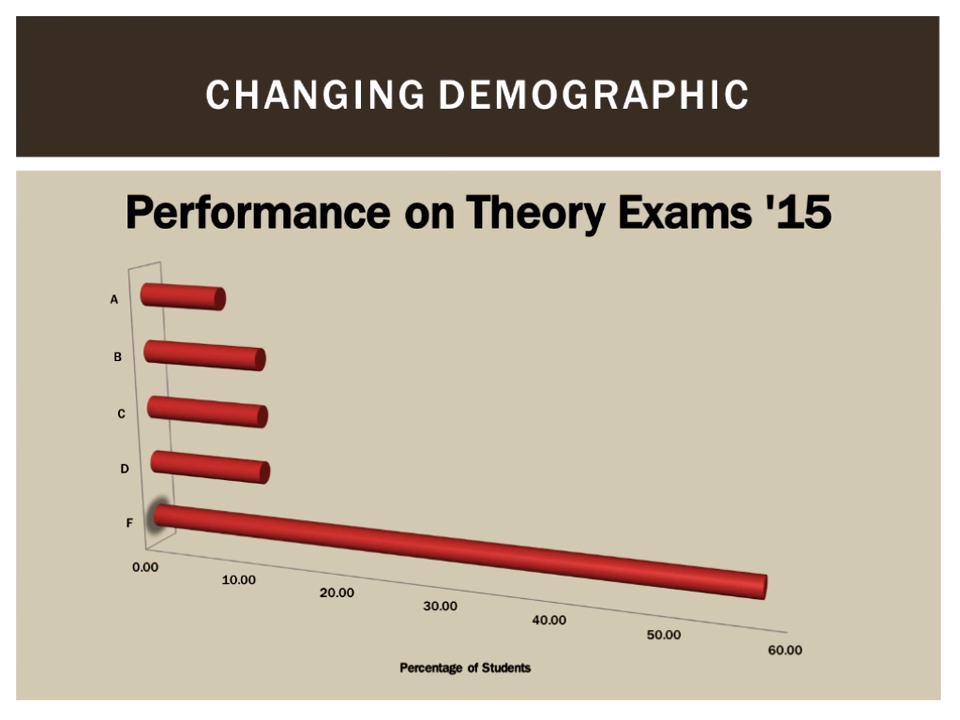 CHANGING DEMOGRAPHIC
Performance on Theory Exams '15
A
B
C
D
F
0.00
10.00
20.00
30.00
40.00
50.00
60.00
Percentage of Students